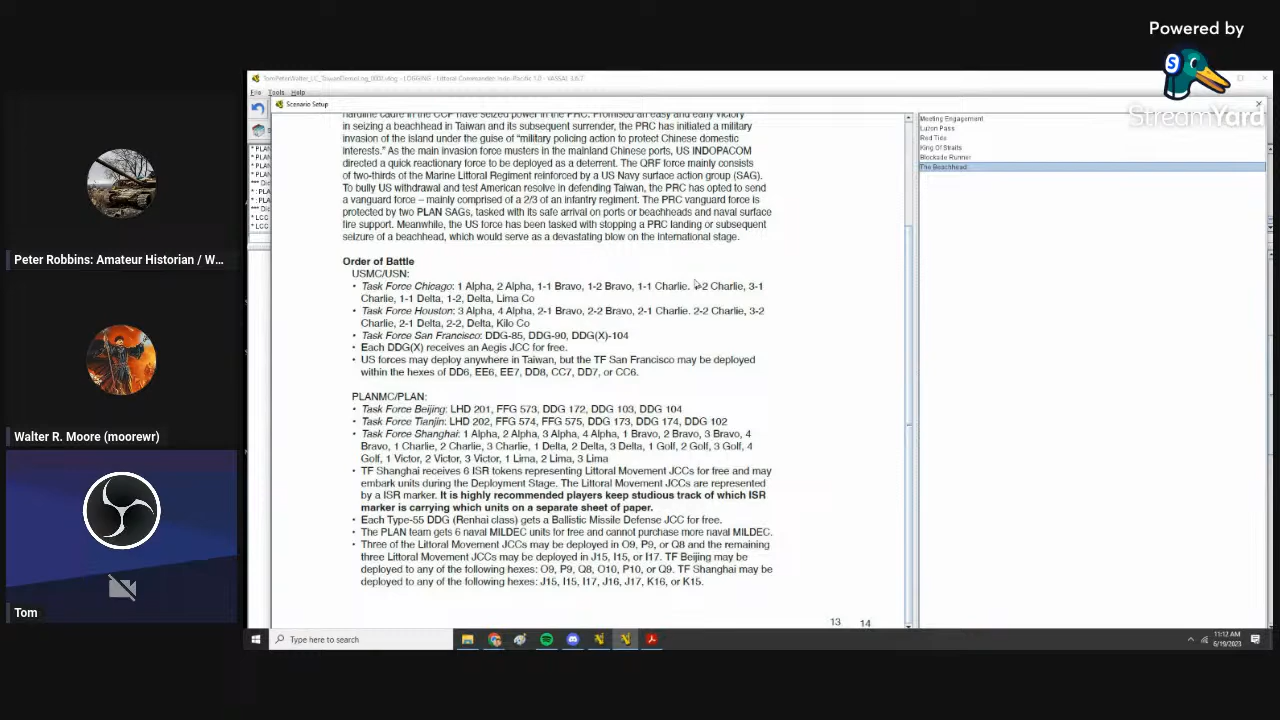 Powered by
StreamYard
TomPeterWalter_LC_TaiwanDemoLog_0001.vlog - LOGGING - Littoral Commander: Indo-Pacific 1.0 - VASSAL 3.6.7
File Tools Help
Scenario Setup
hardline cadre in the CCP have seized power in the PRC. Promised an easy and early victory
in seizing a beachhead in Taiwan and its subsequent surrender, the PRC has initiated a military
invasion of the island under the guise of “military policing action to protect Chinese domestic
interests.” As the main invasion force musters in the mainland Chinese ports, US INDOPACOM
directed a quick reactionary force to be deployed as a deterrent. The QRF force mainly consists
of two-thirds of the Marine Littoral Regiment reinforced by a US Navy surface action group (SAG).
To bully US withdrawal and test American resolve in defending Taiwan, the PRC has opted to send
a vanguard force – mainly comprised of a 2/3 of an infantry regiment. The PRC vanguard force is
protected by two PLAN SAGs, tasked with its safe arrival on ports or beachheads and naval surface
fire support. Meanwhile, the US force has been tasked with stopping a PRC landing or subsequent
seizure of a beachhead, which would serve as a devastating blow on the international stage.
Order of Battle
USMC/USN:
• Task Force Chicago: 1 Alpha, 2 Alpha, 1-1 Bravo, 1-2 Bravo, 1-1 Charlie. 1-2 Charlie, 3-1
Charlie, 1-1 Delta, 1-2, Delta, Lima Co
• Task Force Houston: 3 Alpha, 4 Alpha, 2-1 Bravo, 2-2 Bravo, 2-1 Charlie. 2-2 Charlie, 3-2
Charlie, 2-1 Delta, 2-2, Delta, Kilo Co
• Task Force San Francisco: DDG-85, DDG-90, DDG(X)-104
• Each DDG(X) receives an Aegis JCC for free.
• US forces may deploy anywhere in Taiwan, but the TF San Francisco may be deployed
within the hexes of DD6, EE6, EE7, DD8, CC7, DD7, or CC6.
PLANMC/PLAN:
• Task Force Beijing: LHD 201, FFG 573, DDG 172, DDG 103, DDG 104
• Task Force Tianjin: LHD 202, FFG 574, FFG 575, DDG 173, DDG 174, DDG 102
• Task Force Shanghai: 1 Alpha, 2 Alpha, 3 Alpha, 4 Alpha, 1 Bravo, 2 Bravo, 3 Bravo, 4
Bravo, 1 Charlie, 2 Charlie, 3 Charlie, 1 Delta, 2 Delta, 3 Delta, 1 Golf, 2 Golf, 3 Golf, 4
Golf, 1 Victor, 2 Victor, 3 Victor, 1 Lima, 2 Lima, 3 Lima
• TF Shanghai receives 6 ISR tokens representing Littoral Movement JCCs for free and may
embark units during the Deployment Stage. The Littoral Movement JCCs are represented
by a ISR marker. It is highly recommended players keep studious track of which ISR
marker is carrying which units on a separate sheet of paper.
• Each Type-55 DDG (Renhai class) gets a Ballistic Missile Defense JCC for free.
• The PLAN team gets 6 naval MILDEC units for free and cannot purchase more naval MILDEC.
• Three of the Littoral Movement JCCs may be deployed in O9, P9, or Q8 and the remaining
three Littoral Movement JCCs may be deployed in J15, I15, or I17. TF Beijing may be
deployed to any of the following hexes: O9, P9, Q8, O10, P10, or Q9. TF Shanghai may be
deployed to any of the following hexes: J15, I15, I17, J16, J17, K16, or K15.
13 14
Meeting Engagement
Luzon Pass
Red Tide
King Of Straits
Blockade Runner
The Beachhead
Peter Robbins: Amateur Historian / W...
Walter R. Moore (moorewr)
Tom
Type here to search
11:12 AM
6/19/2023